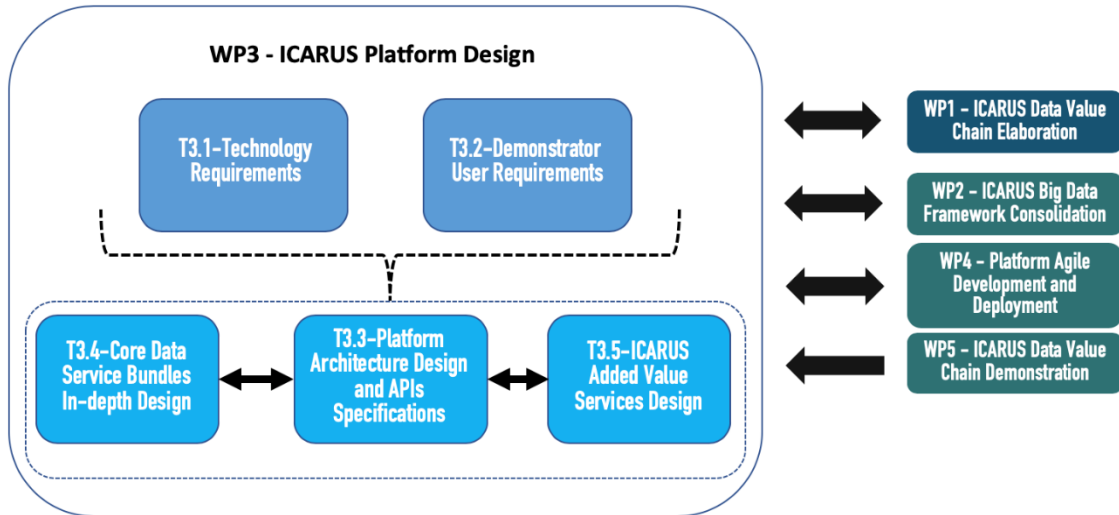 WP3 - ICARUS Platform Design
T3.1-Technology
Requirements
T3.2-Demonstrator
User Requirements
T3.4-Core Data
Service Bundles
In-depth Design
T3.3-Platform
Architecture Design
and APIs
Specifications
T3.5-ICARUS
Added Value
Services Design
WP1 - ICARUS Data Value
Chain Elaboration
WP2 - ICARUS Big Data
Framework Consolidation
WP4 - Platform Agile
Development and
Deployment
WP5 - ICARUS Data Value
Chain Demonstration